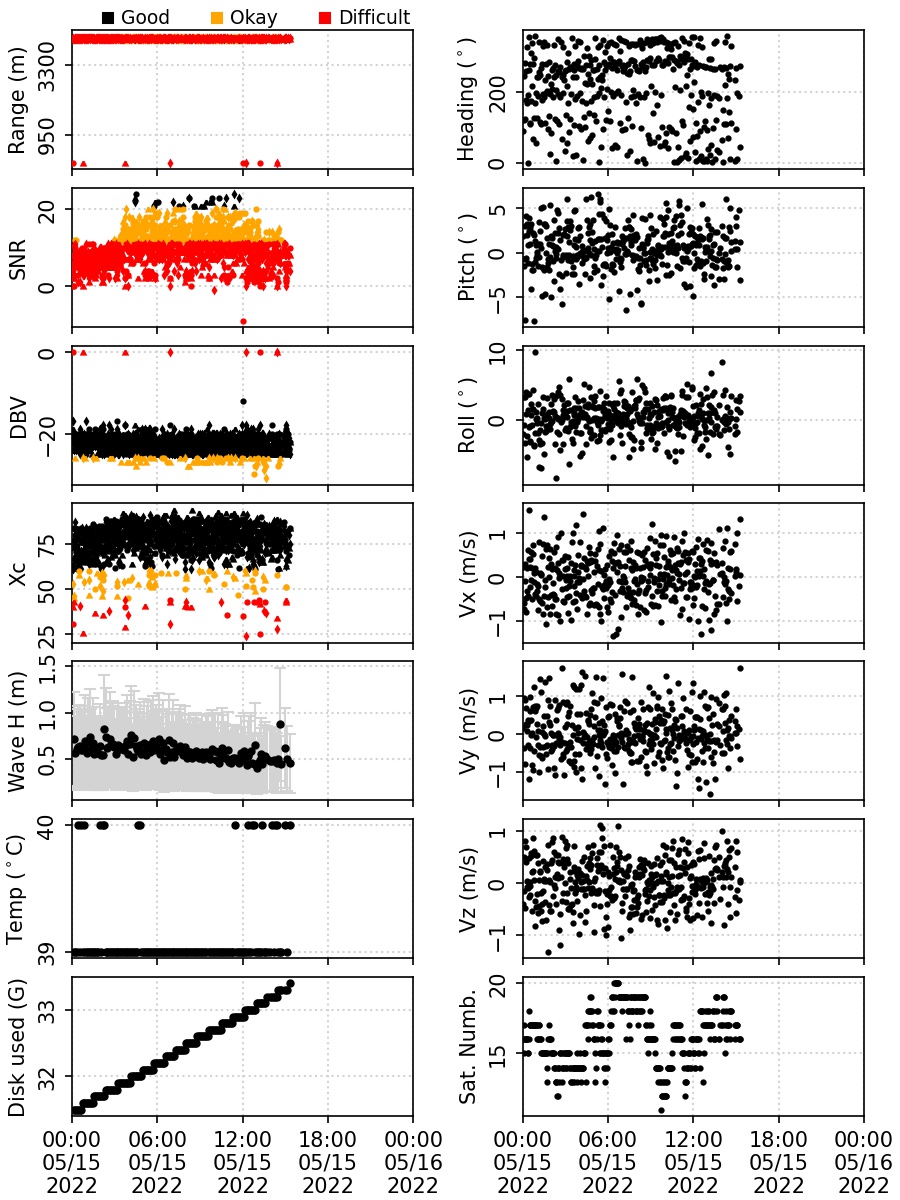 Good Okay Difficult
Range (m)
3300
950
Heading (°)
200
0
SNR
20
0
Pitch (°)
5
0
−5
DBV
0
−20
Roll (°)
10
0
Xc
75
50
25
Vx (m/s)
1
0
−1
Wave H (m)
1.5
1.0
0.5
Vy (m/s)
1
0
−1
Temp (°C)
40
39
Vz (m/s)
1
0
−1
Disk used (G)
33
32
Sat. Numb.
20
15
00:00 06:00 12:00 18:00 00:00
05/15 05/15 05/15 05/15 05/16
2022 2022 2022 2022 2022
00:00 06:00 12:00 18:00 00:00
05/15 05/15 05/15 05/15 05/16
2022 2022 2022 2022 2022